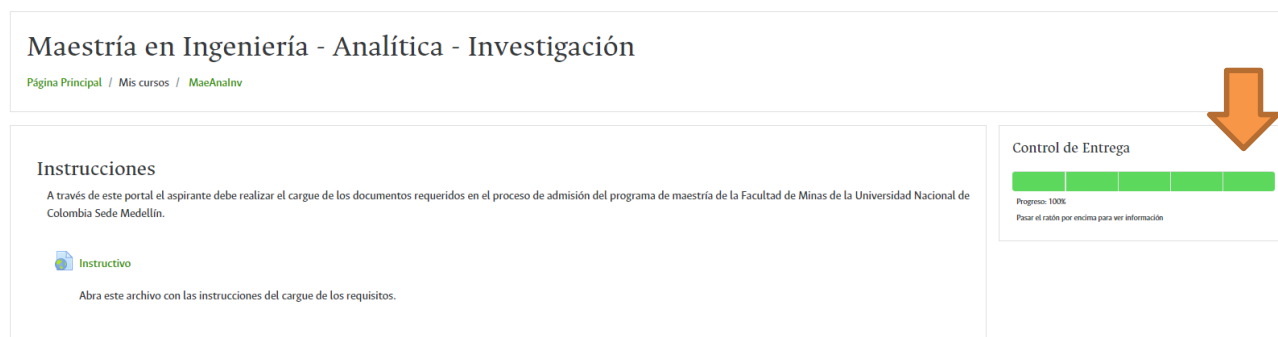 Maestría en Ingeniería - Analítica - Investigación
Página Principal / Mis cursos / MaeAnaInv
Instrucciones
A través de este portal el aspirante debe realizar el cargue de los documentos requeridos en el proceso de admisión del programa de maestría de la Facultad de Minas de la Universidad Nacional de
Colombia Sede Medellín.
Instructivo
Abra este archivo con las instrucciones del cargue de los requisitos.
Control de Entrega
Progreso: 100%
Pasar el ratón por encima para ver información